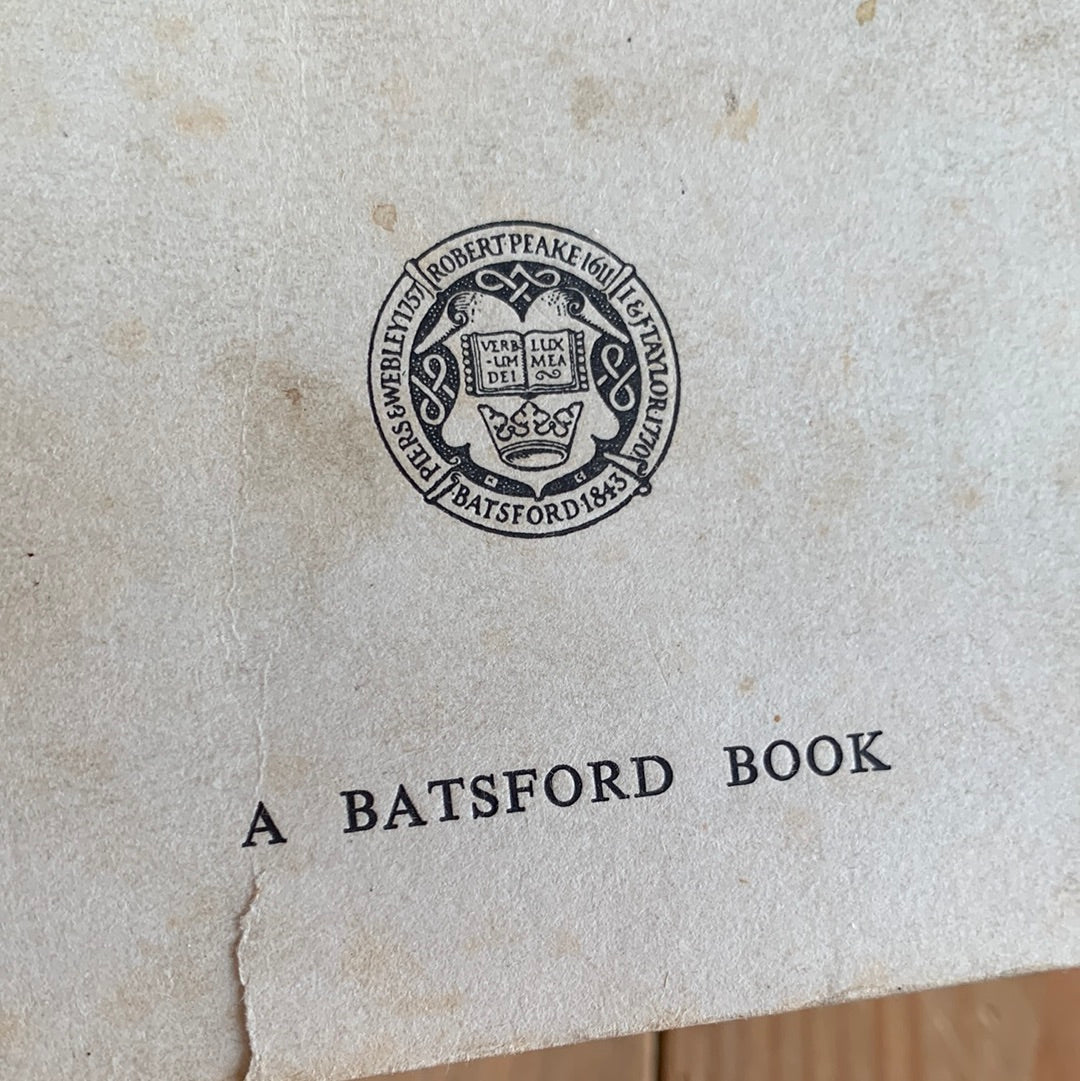 ROBERT·PEAKE·1611
I & F TAYLOR·1770
BATSFORD·1843
PIERS & WEBLEY 1757
VERB
-UM
DEI
LUX
MEA
A BATSFORD BOOK